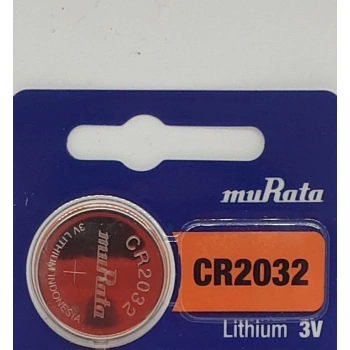 muRata
CR2032
Lithium 3V
3V LITHIUM INDONESIA
muRata
CR2032
+